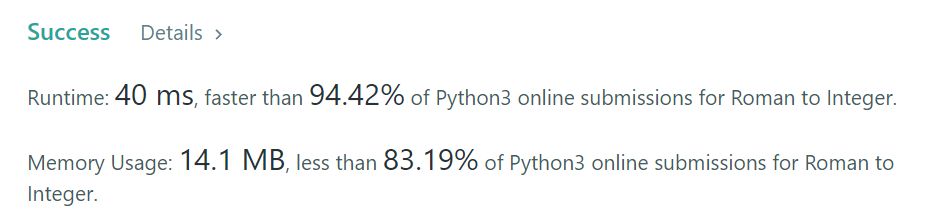 Success Details >
Runtime: 40 ms, faster than 94.42% of Python3 online submissions for Roman to Integer.
Memory Usage: 14.1 MB, less than 83.19% of Python3 online submissions for Roman to
Integer.